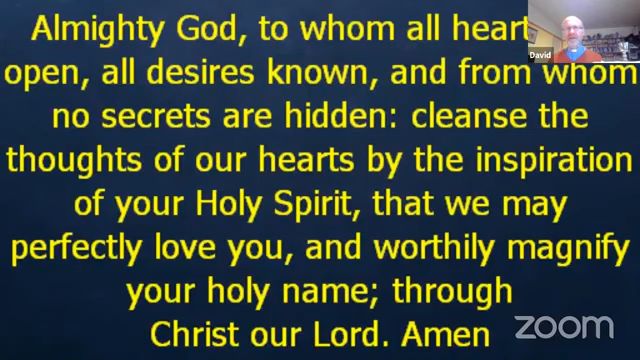 Almighty God, to whom all heart
open, all desires known, and from whom
no secrets are hidden: cleanse the
thoughts of our hearts by the inspiration
of your Holy Spirit, that we may
perfectly love you, and worthily magnify
your holy name; through
Christ our Lord. Amen
David
zoom